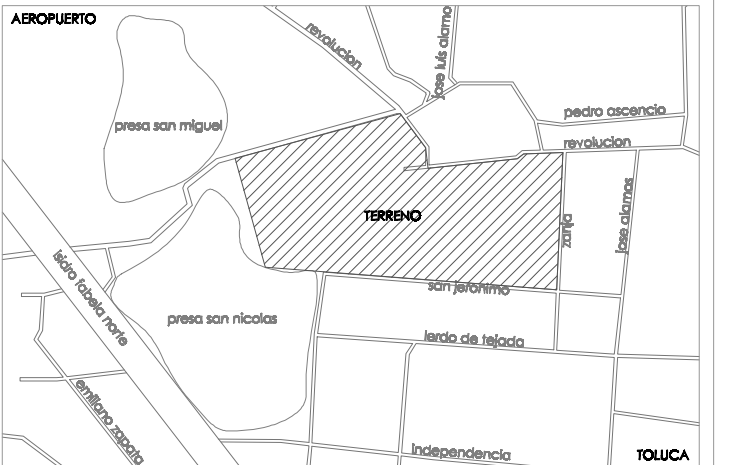 AEROPUERTO
revolucion
jose luis alamo
presa san miguel
pedro ascencio
revolucion
TERRENO
zanja
jose alamos
isidro fabela norte
san jeronimo
presa san nicolas
lerdo de tejada
emiliano zapata
independencia
TOLUCA